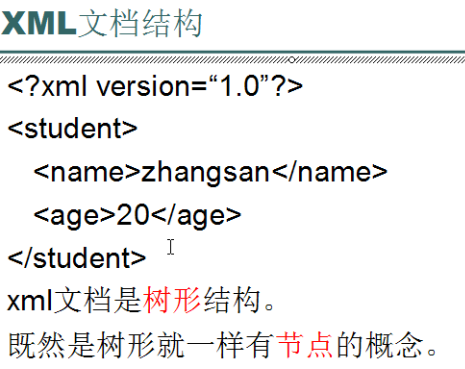 XML文档结构
<?xml version=“1.0”?>
<student>
<name>zhangsan</name>
<age>20</age>
</student>
xml文档是树形结构。
既然是树形就一样有节点的概念。